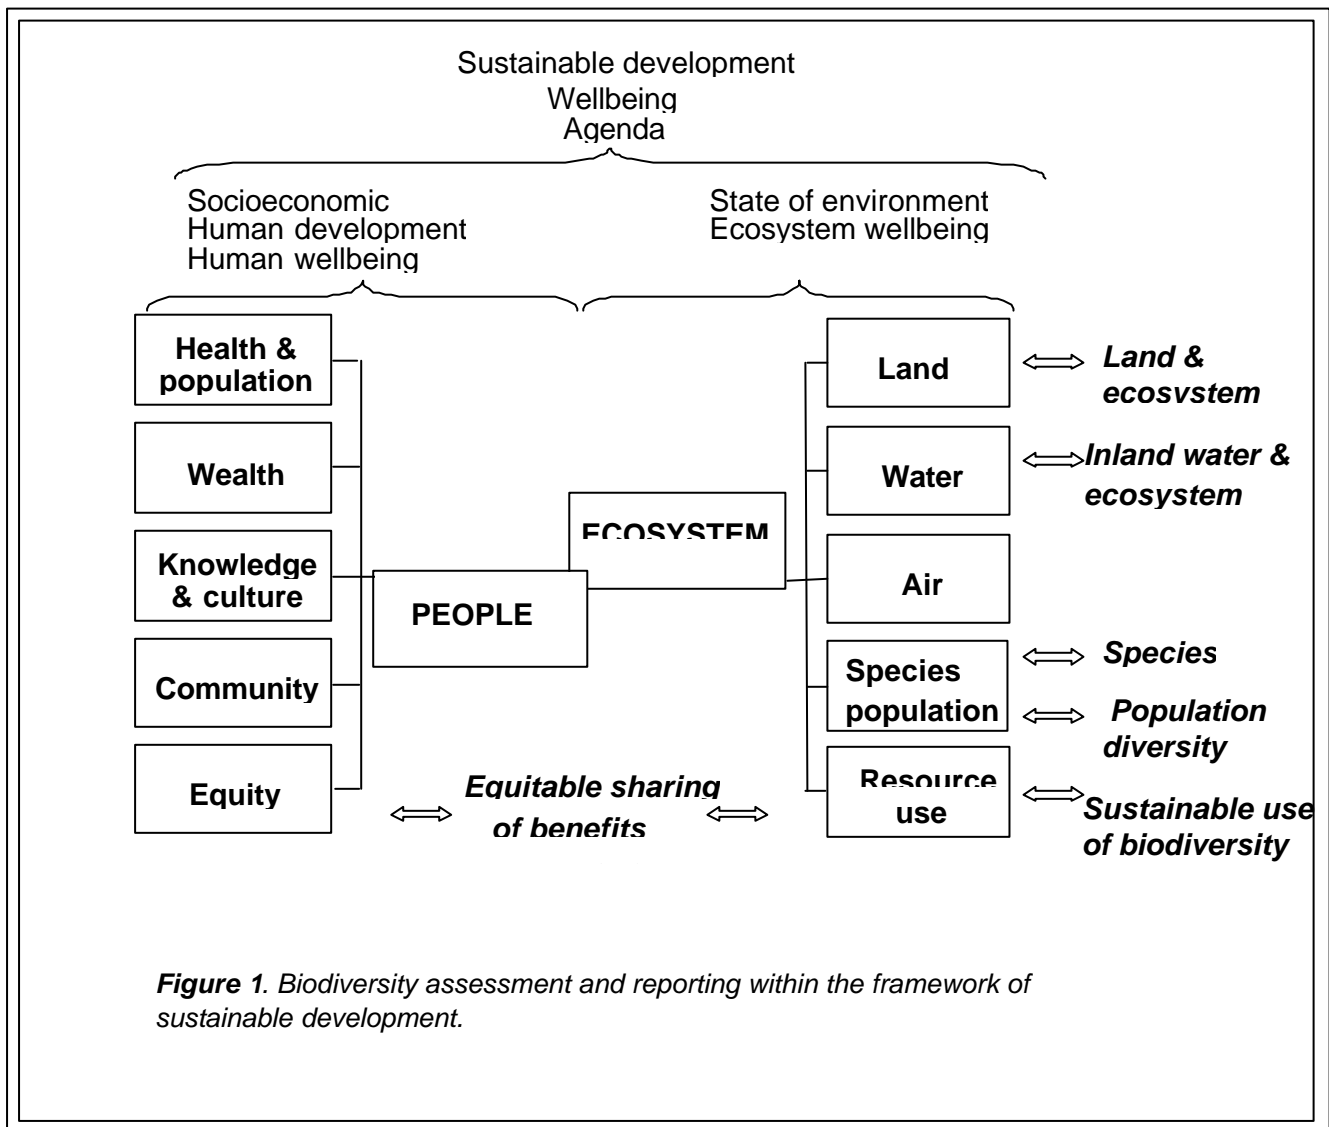 Sustainable development
Wellbeing
Agenda
Socioeconomic
Human development
Human wellbeing
State of environment
Ecosystem wellbeing
Health &
population
Wealth
Knowledge
& culture
Community
Equity
PEOPLE
ECOSYSTEM
Land
Water
Air
Species
population
Resource
use
Land &
ecosystem
Inland water &
ecosystem
Species
Population
diversity
Sustainable use
of biodiversity
Equitable sharing
of benefits
Figure 1. Biodiversity assessment and reporting within the framework of
sustainable development.